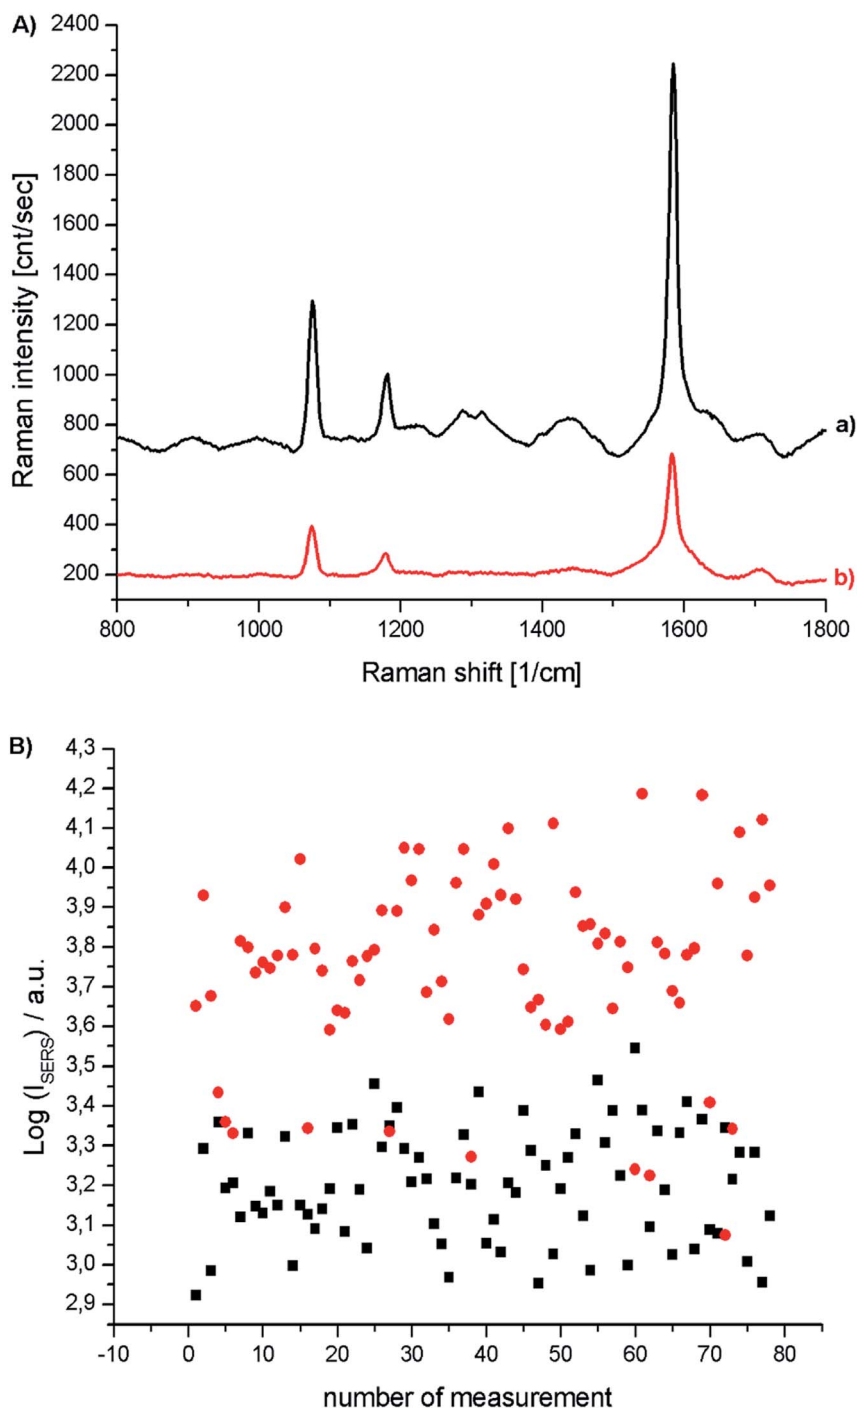 A)
2400
2200
2000
1800
1600
1400
1200
1000
800
600
400
200
Raman intensity [cnt/sec]
a)
b)
800 1000 1200 1400 1600 1800
Raman shift [1/cm]
B)
4,3
4,2
4,1
4,0
3,9
3,8
3,7
3,6
3,5
3,4
3,3
3,2
3,1
3,0
2,9
Log (I_SERS) / a.u.
-10 0 10 20 30 40 50 60 70 80
number of measurement